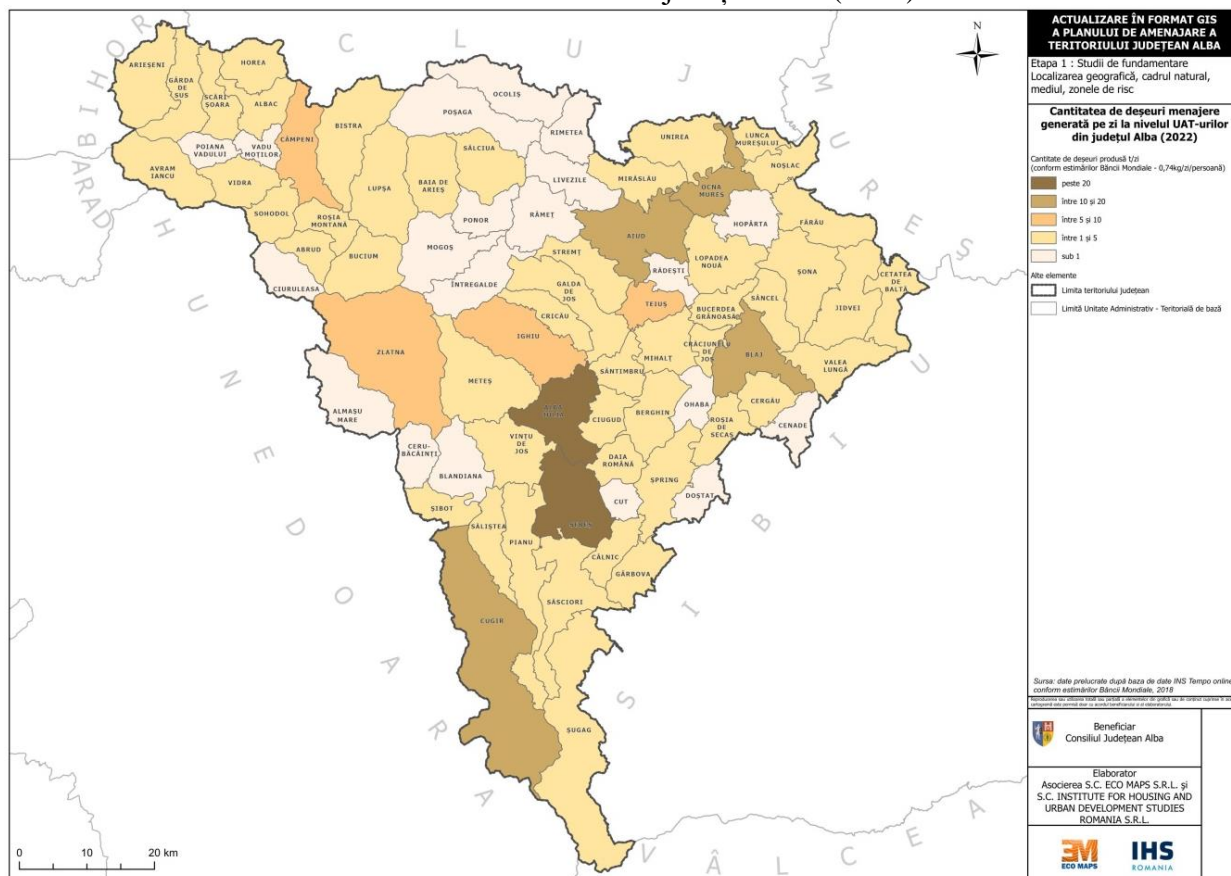 BIHOR
CLUJ
MUREȘ
ARAD
HUNEDOARA
SIBIU
VÂLCEA
N
ARIEȘENI
GÂRDA
DE
SUS
SCĂRI
ȘOARA
HOREA
ALBAC
CÂMPENI
BISTRA
POȘAGA
OCOLIȘ
RIMETEA
UNIREA
LUNCA
MUREȘULUI
NOȘLAC
POIANA
VADULUI
VADU
MOȚILOR
AVRAM
IANCU
VIDRA
SOHODOL
ROȘIA
MONTANĂ
ABRUD
BUCIUM
LUPȘA
BAIA DE
ARIEȘ
SĂLCIUA
LIVEZILE
MIRĂSLĂU
OCNA
MUREȘ
PONOR
RÂMEȚ
AIUD
HOPÂRTA
FĂRĂU
MOGOȘ
CIURULEASA
ÎNTREGALDE
STREMȚ
GALDA
DE
JOS
RĂDEȘTI
LOPADEA
NOUĂ
ȘONA
CETATEA
DE
BALTĂ
TEIUȘ
BUCERDEA
GRÂNOASĂ
SÂNCEL
JIDVEI
CRICĂU
IGHIU
ZLATNA
METEȘ
MIHALȚ
CRĂCIUNELU
DE
JOS
BLAJ
VALEA
LUNGĂ
SÂNTIMBRU
ALMAȘU
MARE
ALBA
IULIA
CIUGUD
BERGHIN
OHABA
CERGĂU
ROȘIA
DE
SECAȘ
CENADE
CERU-
BĂCĂINȚI
BLANDIANA
VINȚU
DE
JOS
DAIA
ROMÂNĂ
ȘPRING
DOȘTAT
CUT
ȘIBOT
SĂLIȘTEA
PIANU
SEBEȘ
CÂLNIC
GÂRBOVA
SĂSCIORI
CUGIR
ȘUGAG
0 10 20 km
ACTUALIZARE ÎN FORMAT GIS
A PLANULUI DE AMENAJARE A
TERITORIULUI JUDEȚEAN ALBA
Etapa 1 : Studii de fundamentare
Localizarea geografică, cadrul natural,
mediul, zonele de risc
Cantitatea de deșeuri menajere
generată pe zi la nivelul UAT-urilor
din județul Alba (2022)
Cantitate de deșeuri produsă t/zi
(conform estimărilor Băncii Mondiale - 0,74kg/zi/persoană)
peste 20
între 10 și 20
între 5 și 10
între 1 și 5
sub 1
Alte elemente
Limita teritoriului județean
Limită Unitate Administrativ - Teritorială de bază
Sursa: date prelucrate după baza de date INS Tempo online
conform estimărilor Băncii Mondiale, 2018
Beneficiar
Consiliul Județean Alba
Elaborator
Asocierea S.C. ECO MAPS S.R.L. și
S.C. INSTITUTE FOR HOUSING AND
URBAN DEVELOPMENT STUDIES
ROMANIA S.R.L.
EM
ECO MAPS
IHS
ROMANIA